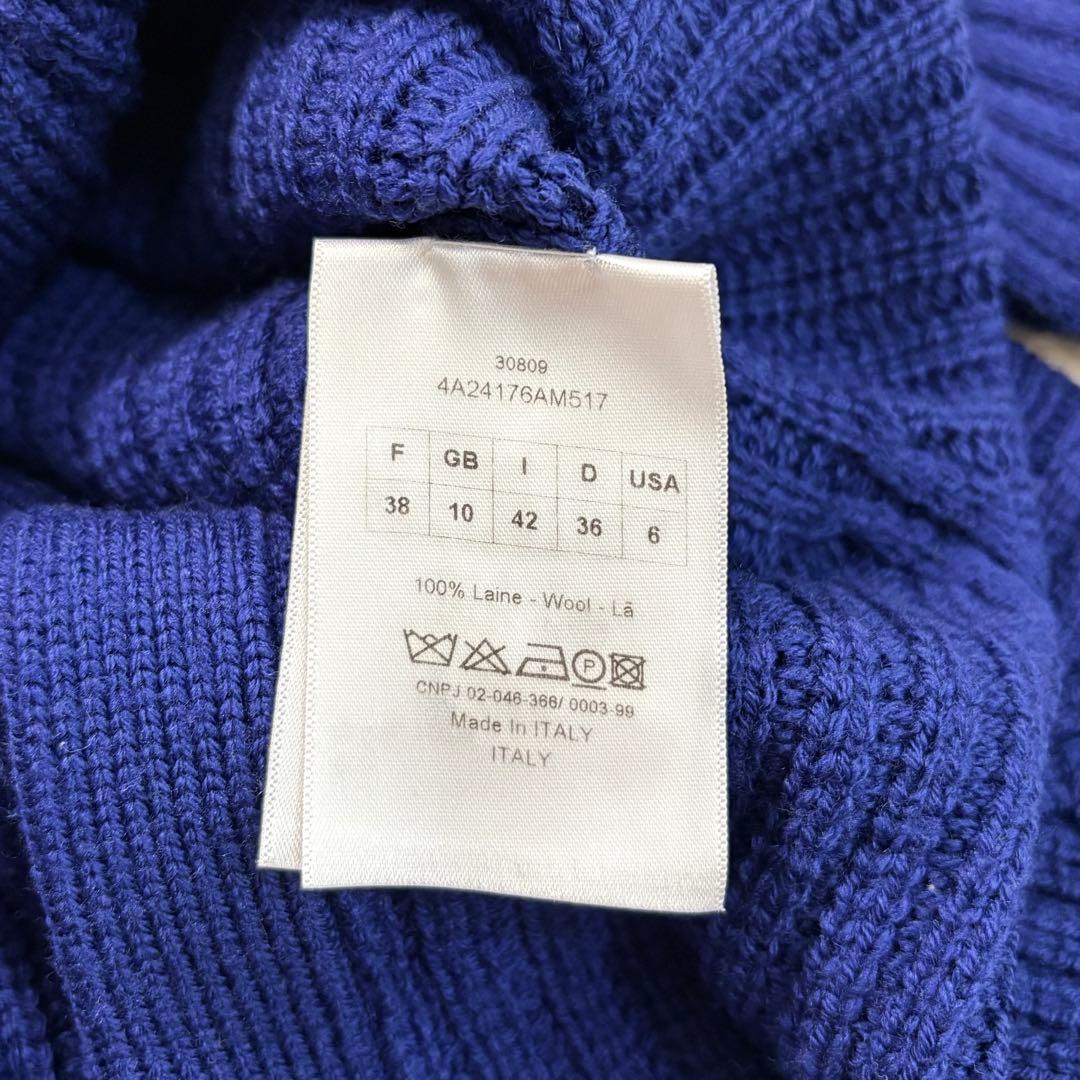 30809
4A24176AM517
F GB I D USA
38 10 42 36 6
100% Laine - Wool - Lã
P
CNPJ 02-046-366/ 0003-99
Made In ITALY
ITALY